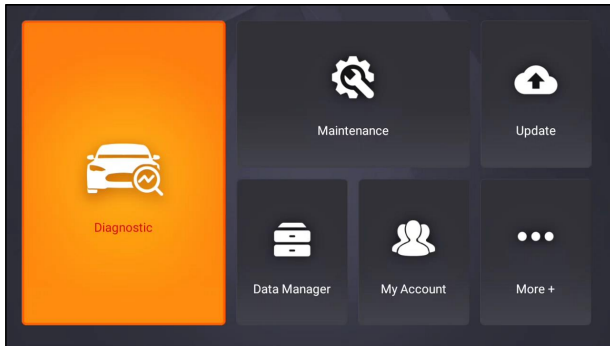 Maintenance
Update
Diagnostic
Data Manager
My Account
More +